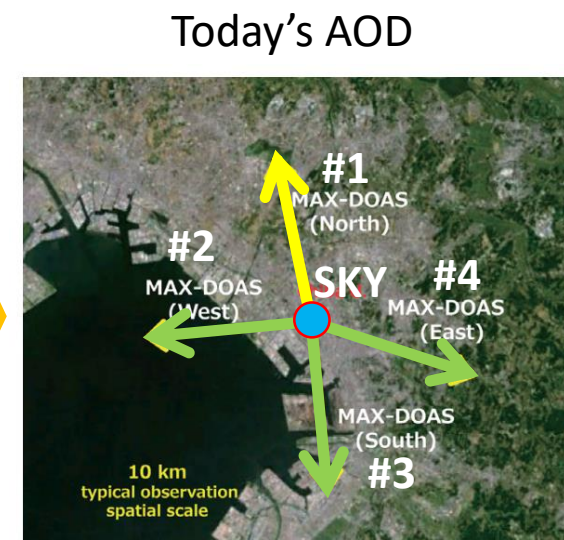 Today's AOD
#1
MAX-DOAS
(North)
#2
MAX-DOAS
(West)
SKY
#4
MAX-DOAS
(East)
MAX-DOAS
(South)
#3
10 km
typical observation
spatial scale